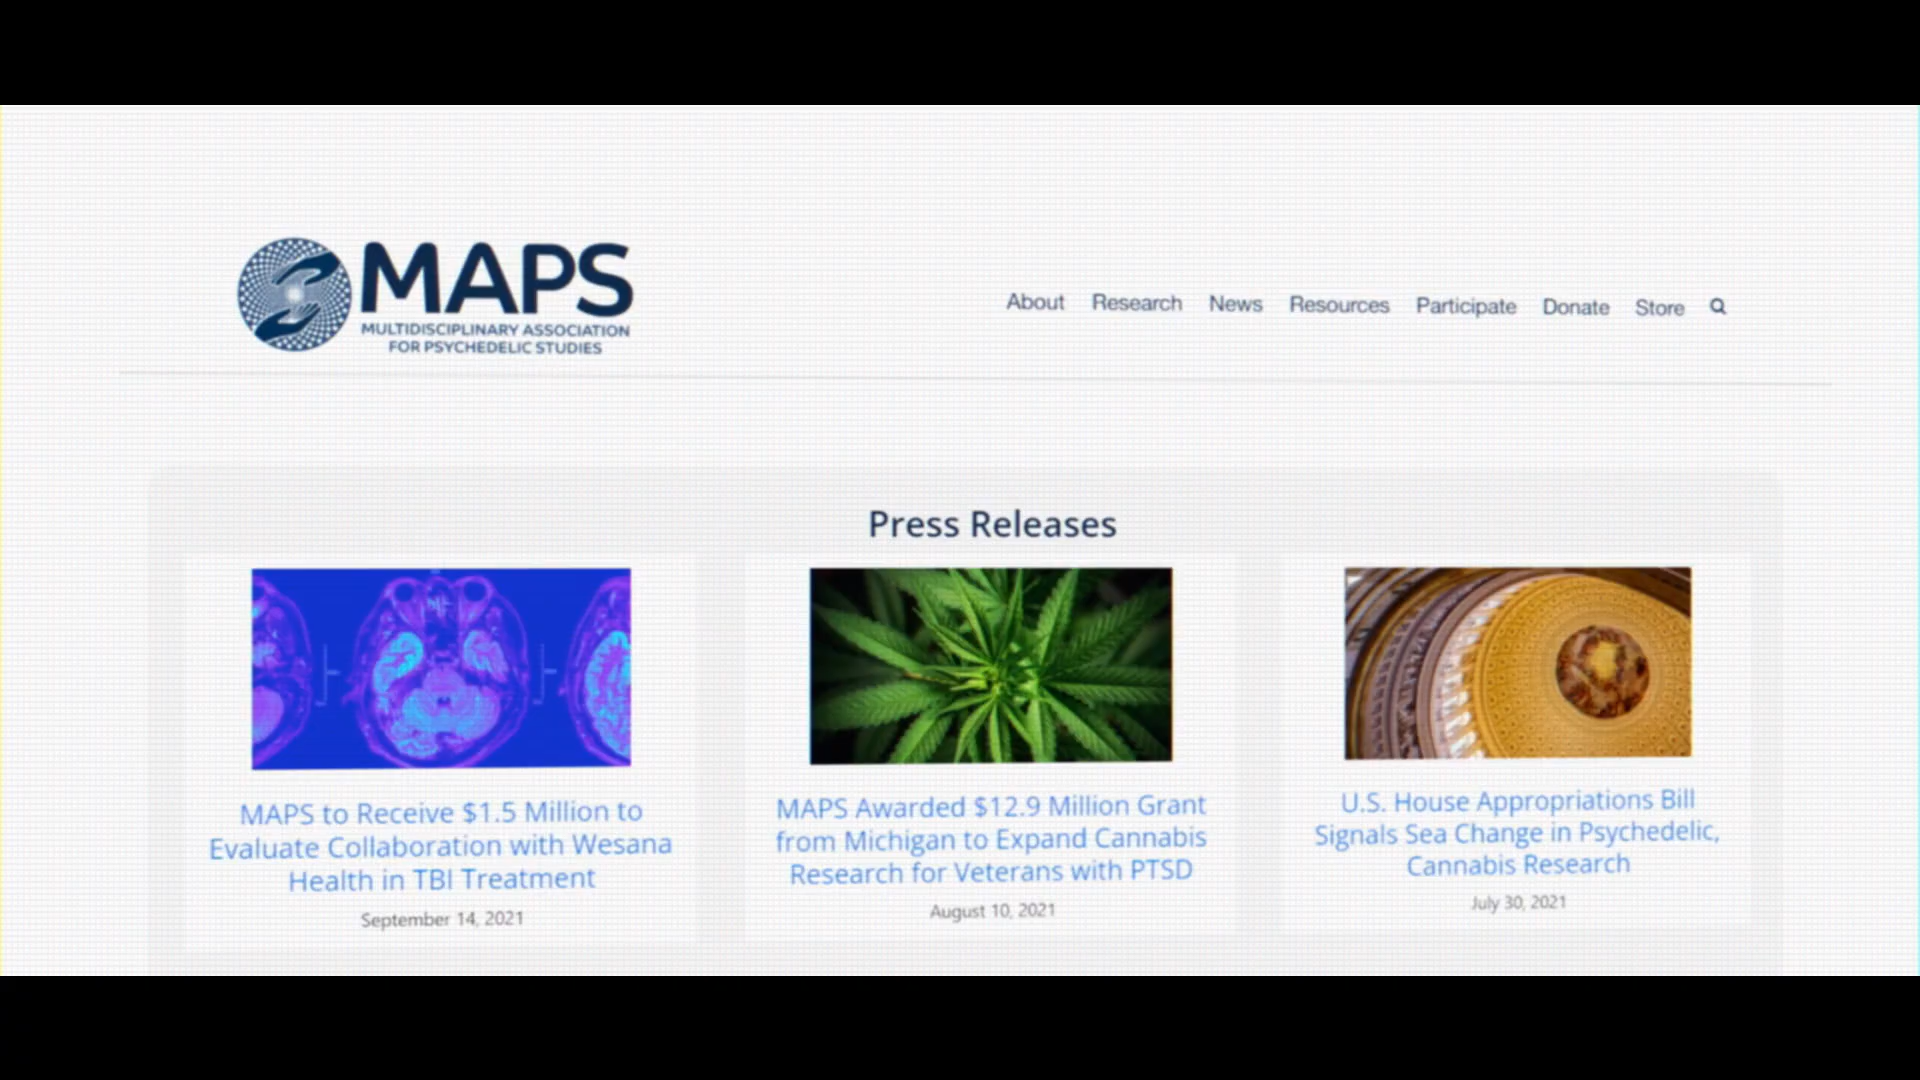 MAPS
MULTIDISCIPLINARY ASSOCIATION
FOR PSYCHEDELIC STUDIES
About Research News Resources Participate Donate Store
Press Releases
MAPS to Receive $1.5 Million to
Evaluate Collaboration with Wesana
Health in TBI Treatment
September 14, 2021
MAPS Awarded $12.9 Million Grant
from Michigan to Expand Cannabis
Research for Veterans with PTSD
August 10, 2021
U.S. House Appropriations Bill
Signals Sea Change in Psychedelic,
Cannabis Research
July 30, 2021